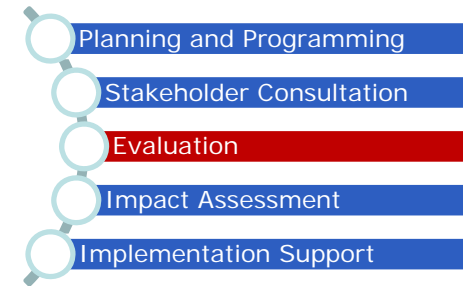 Planning and Programming
Stakeholder Consultation
Evaluation
Impact Assessment
Implementation Support